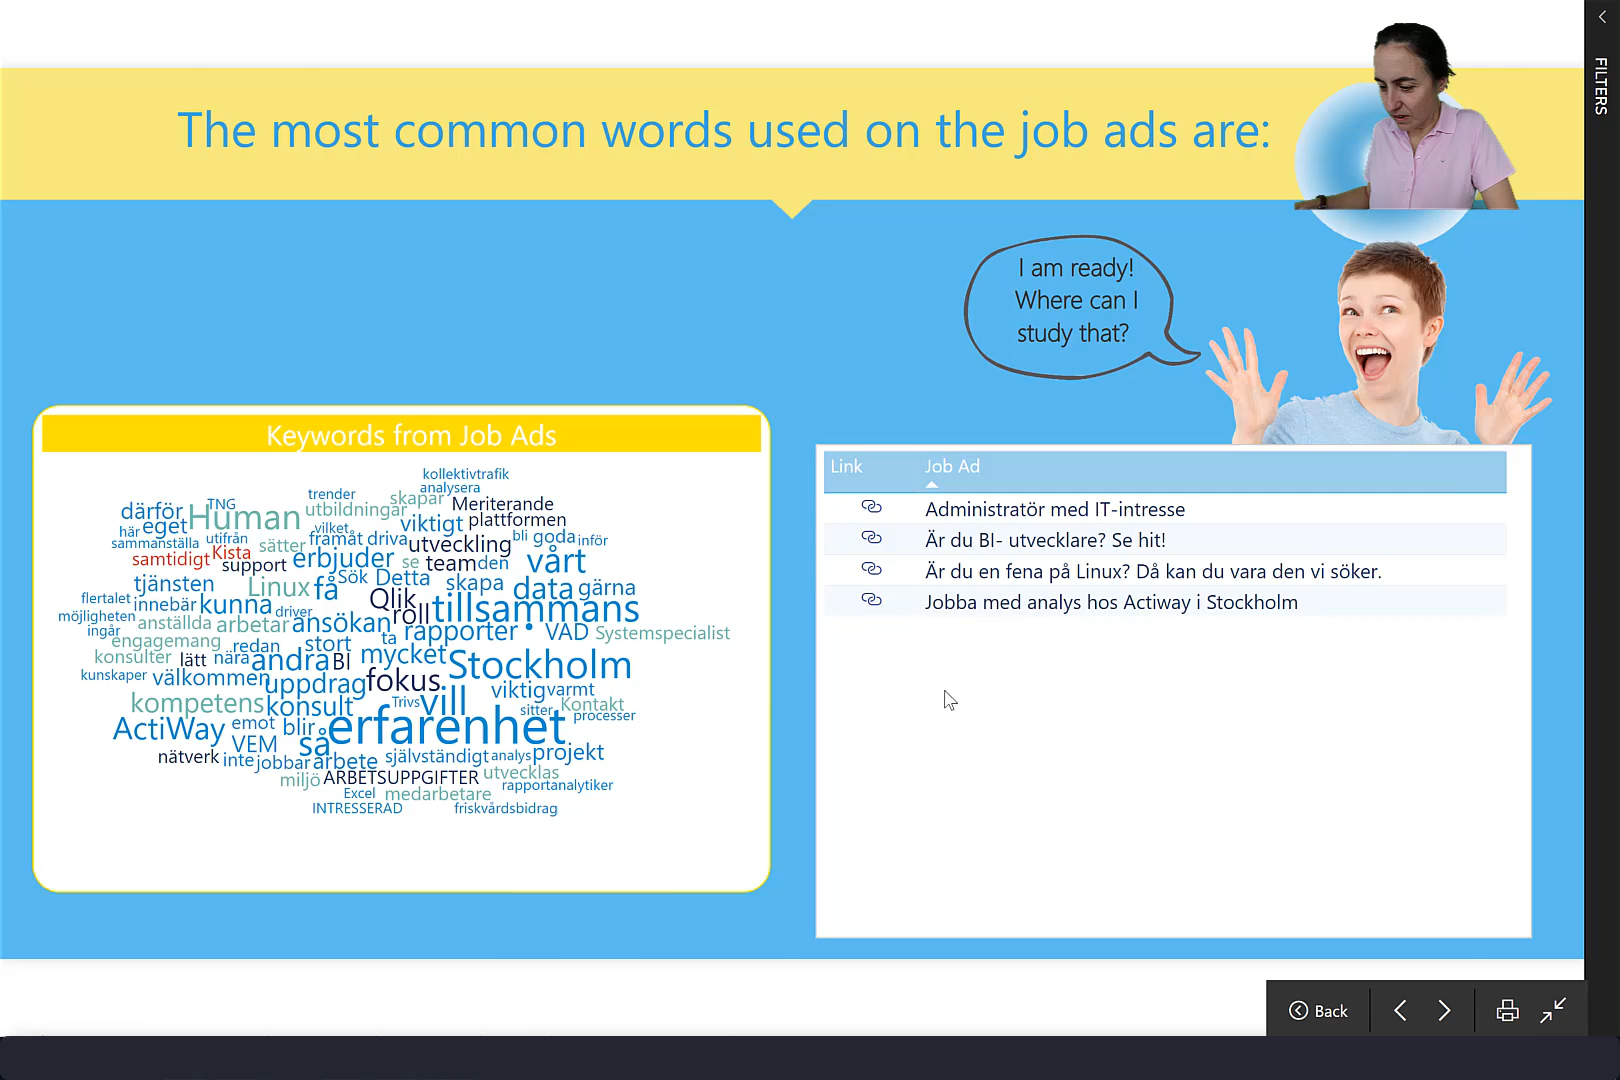 FILTERS
The most common words used on the job ads are:
I am ready!
Where can I
study that?
Keywords from Job Ads
kollektivtrafik
analysera
trender
skapar
Meriterande
TNG
därför
utbildningar
Human
vilket
viktigt
plattformen
här
eget
utifrån
framåt
driva
utveckling
bli
goda
inför
sammanställa
sätter
samtidigt
Kista
support
erbjuder
se
team
den
vårt
tjänsten
Linux
få
Sök
Detta
skapa
data
gärna
flertalet
innebär
kunna
driver
Qlik
roll
tillsammans
möjligheten
anställda
arbetar
ansökan
ta
rapporter
•
VAD
Systemspecialist
ingår
engagemang
redan
stort
konsulter
lätt
nära
andra
BI
mycket
Stockholm
kunskaper
välkommen
uppdrag
fokus
viktig
varmt
kompetens
konsult
Trivs
vill
sitter
Kontakt
processer
ActiWay
emot
blir
erfarenhet
VEM
så
nätverk
inte
jobbar
arbete
självständigt
analys
projekt
miljö
ARBETSUPPGIFTER
utvecklas
Excel
medarbetare
rapportanalytiker
INTRESSERAD
friskvårdsbidrag
Link Job Ad
Administratör med IT-intresse
Är du BI- utvecklare? Se hit!
Är du en fena på Linux? Då kan du vara den vi söker.
Jobba med analys hos Actiway i Stockholm
Back